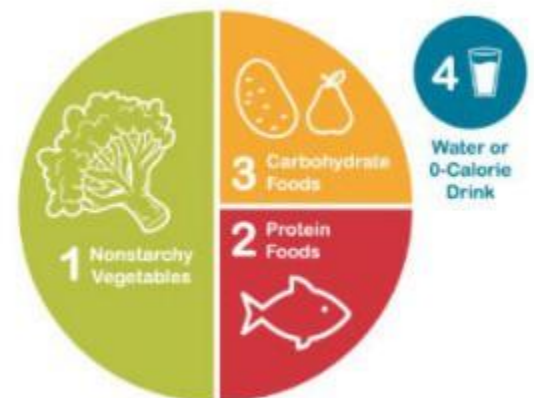 1 Nonstarchy
Vegetables
2 Protein
Foods
3 Carbohydrate
Foods
4
Water or
0-Calorie
Drink